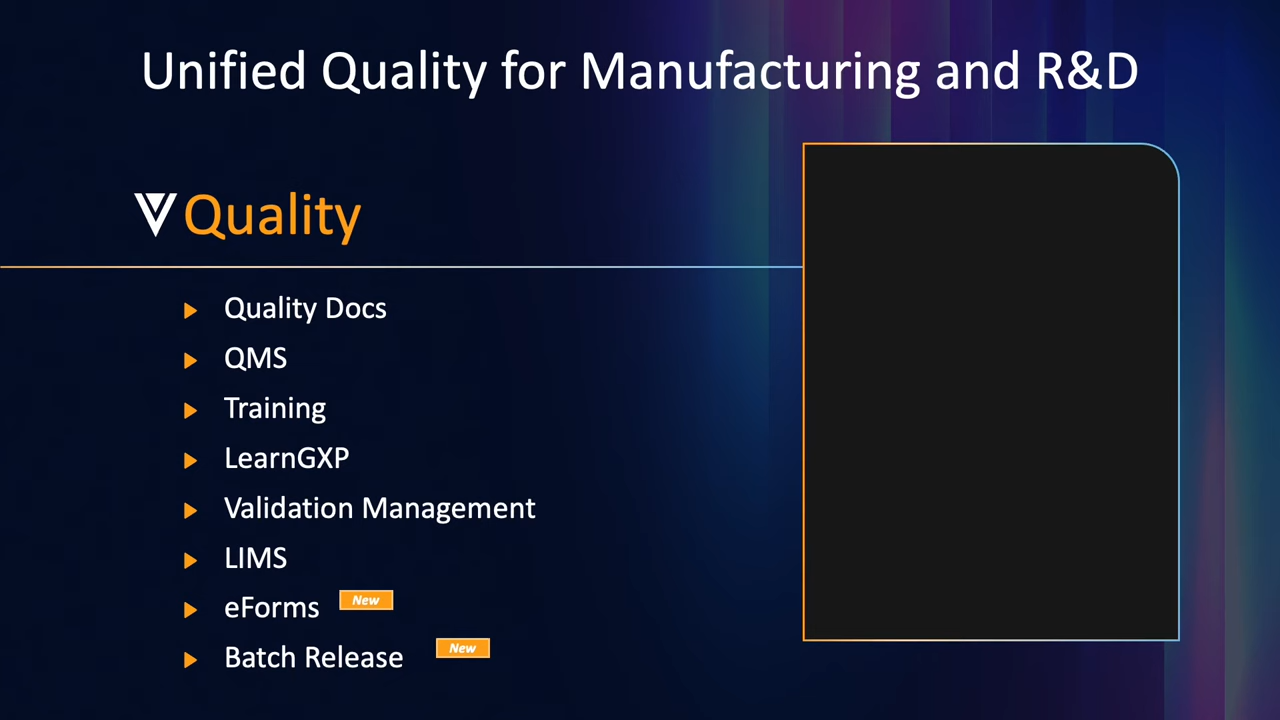 Unified Quality for Manufacturing and R&D
Quality
Quality Docs
QMS
Training
LearnGXP
Validation Management
LIMS
eForms New
Batch Release New